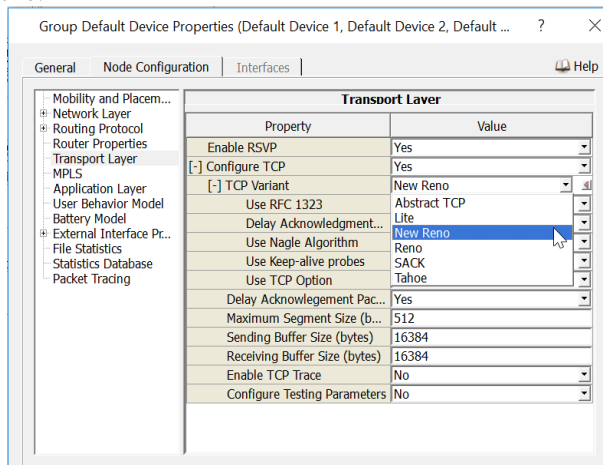 Group Default Device Properties (Default Device 1, Default Device 2, Default ... ? ×
General Node Configuration Interfaces Help
Mobility and Placem...
Network Layer
Routing Protocol
Router Properties
Transport Layer
MPLS
Application Layer
User Behavior Model
Battery Model
External Interface Pr...
File Statistics
Statistics Database
Packet Tracing
Transport Layer
Property Value
Enable RSVP Yes
[-] Configure TCP Yes
[-] TCP Variant New Reno
Use RFC 1323
Delay Acknowledgment...
Use Nagle Algorithm
Use Keep-alive probes
Use TCP Option
Abstract TCP
Lite
New Reno
Reno
SACK
Tahoe
Delay Acknowlegement Pac... Yes
Maximum Segment Size (b... 512
Sending Buffer Size (bytes) 16384
Receiving Buffer Size (bytes) 16384
Enable TCP Trace No
Configure Testing Parameters No